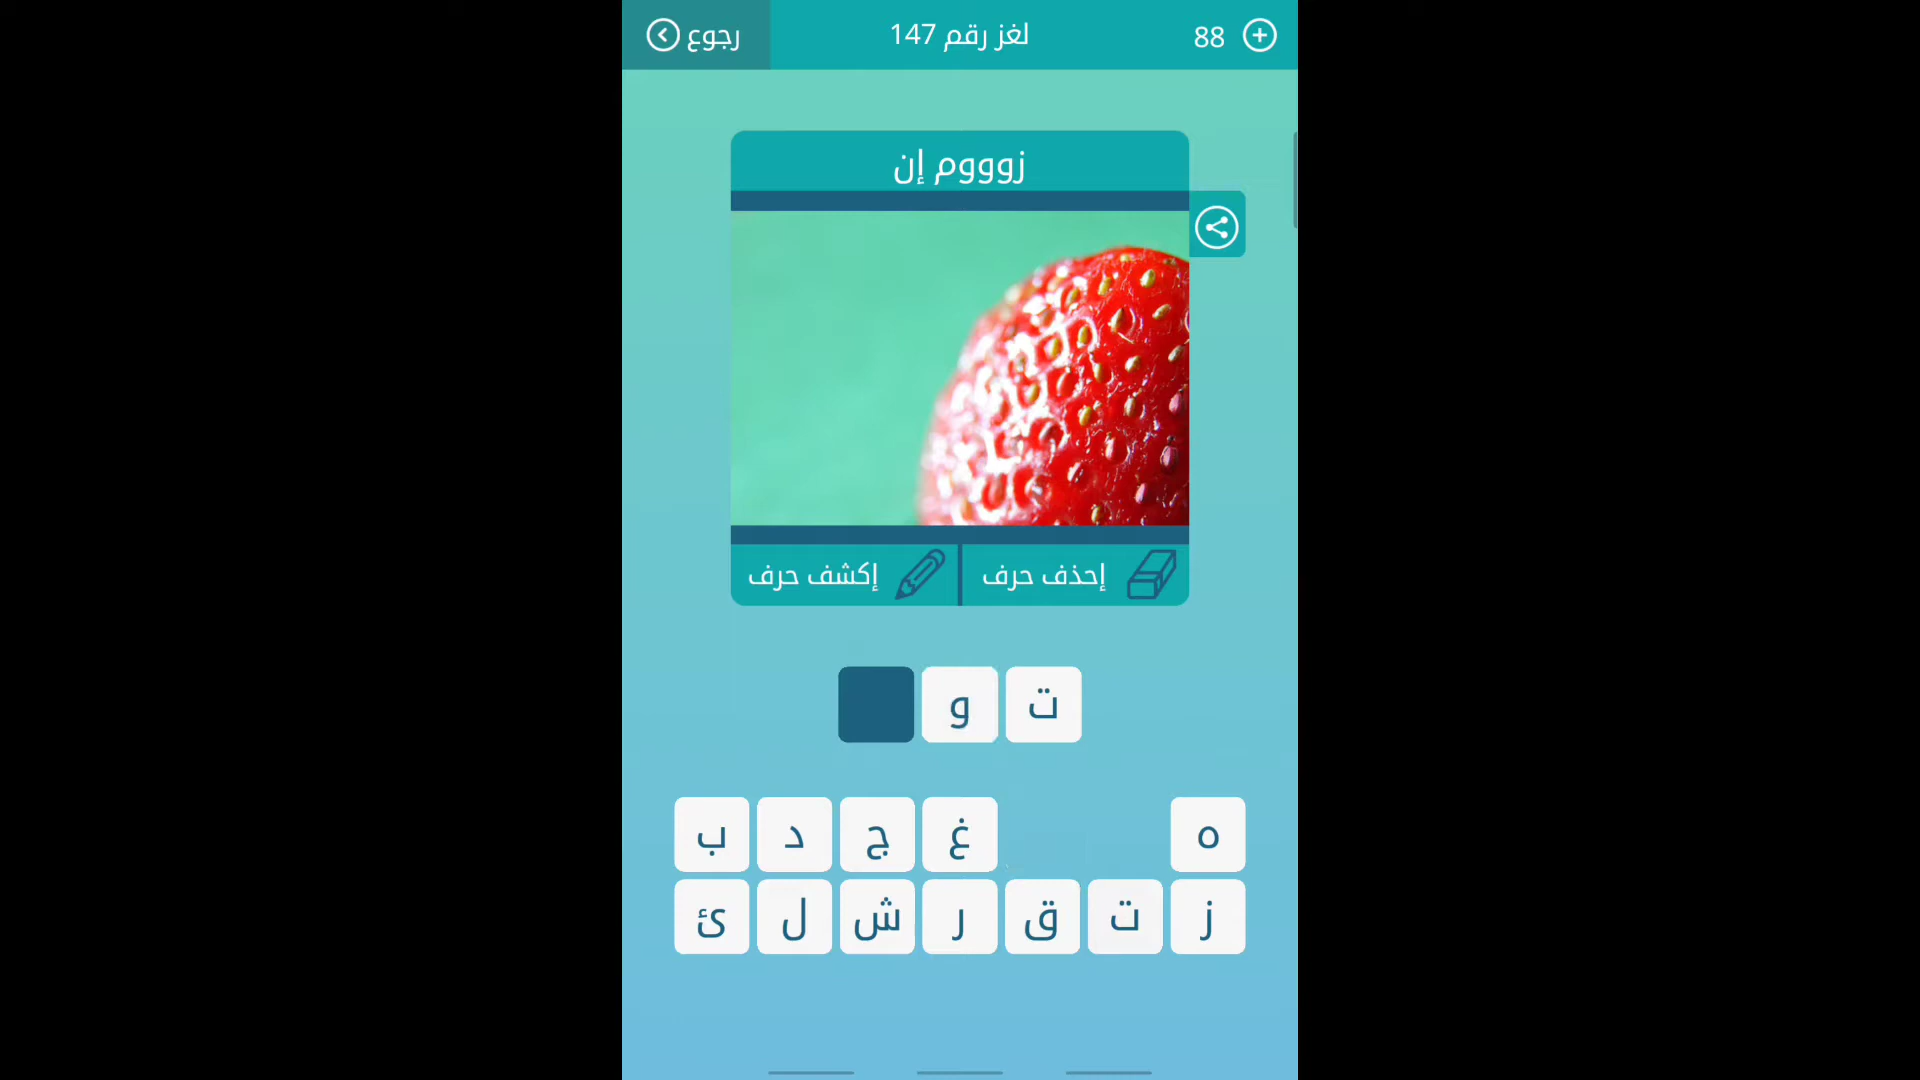 88 لغز رقم 147 رجوع
زوووم إن
إحذف حرف إكشف حرف
ت و
ه غ ج د ب
ز ت ق ر ش ل ئ